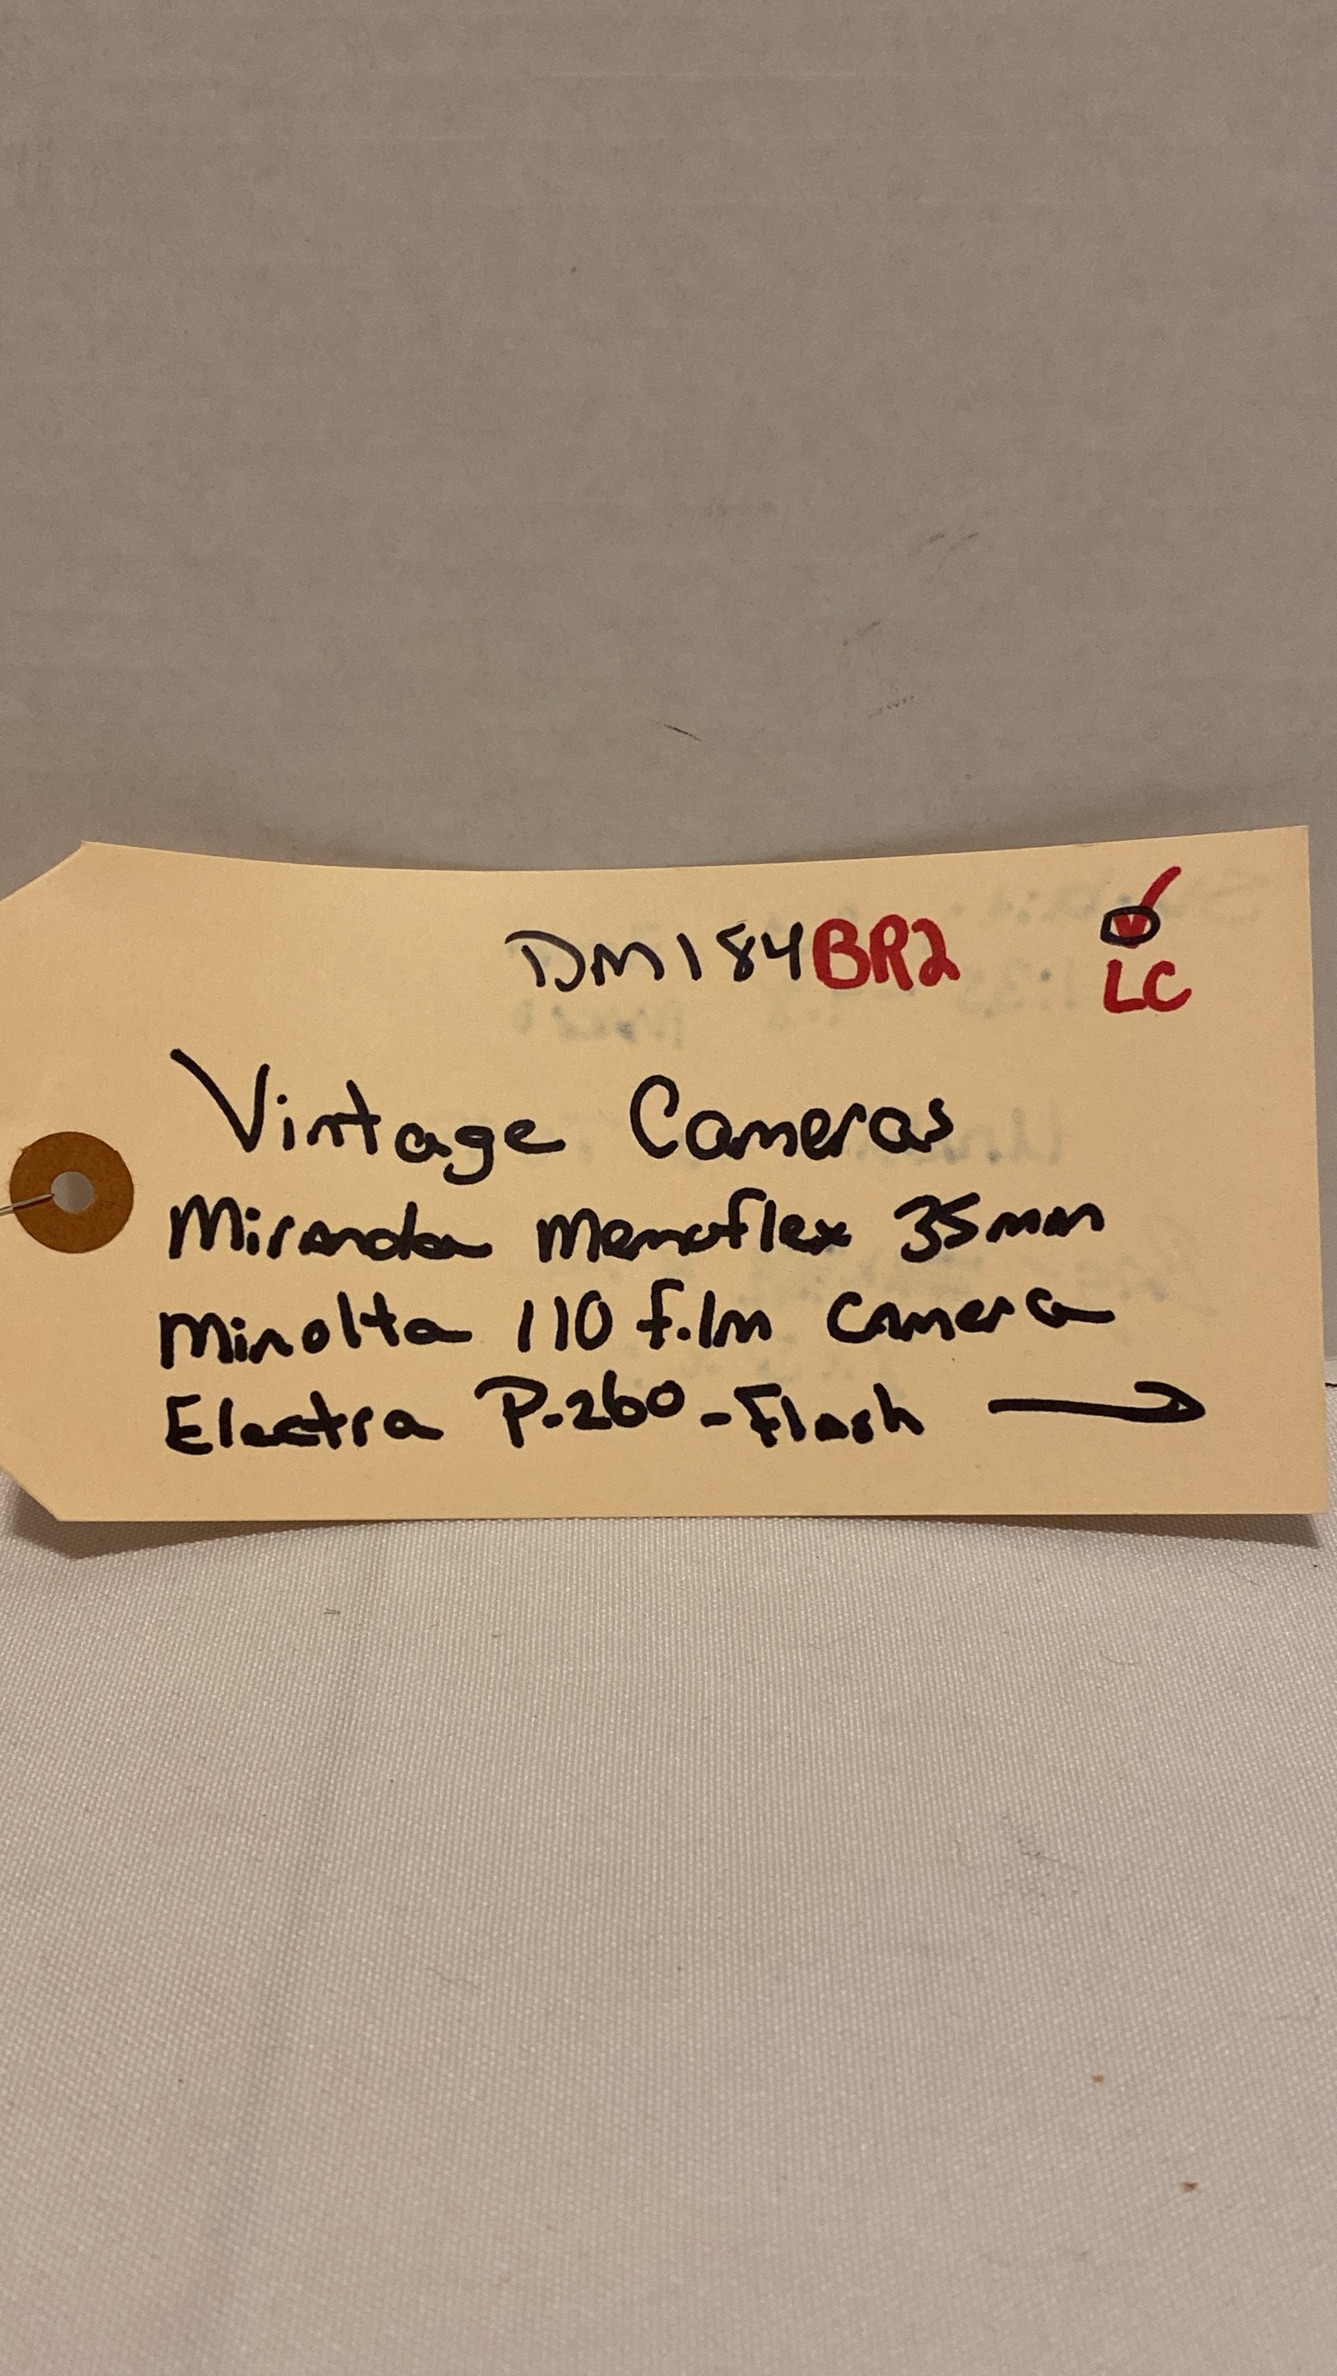 DM184BR2
LC
Vintage Cameras
Miranda Memoflex 35mm
Minolta 110 film camera
Electra P.260 - Flash →